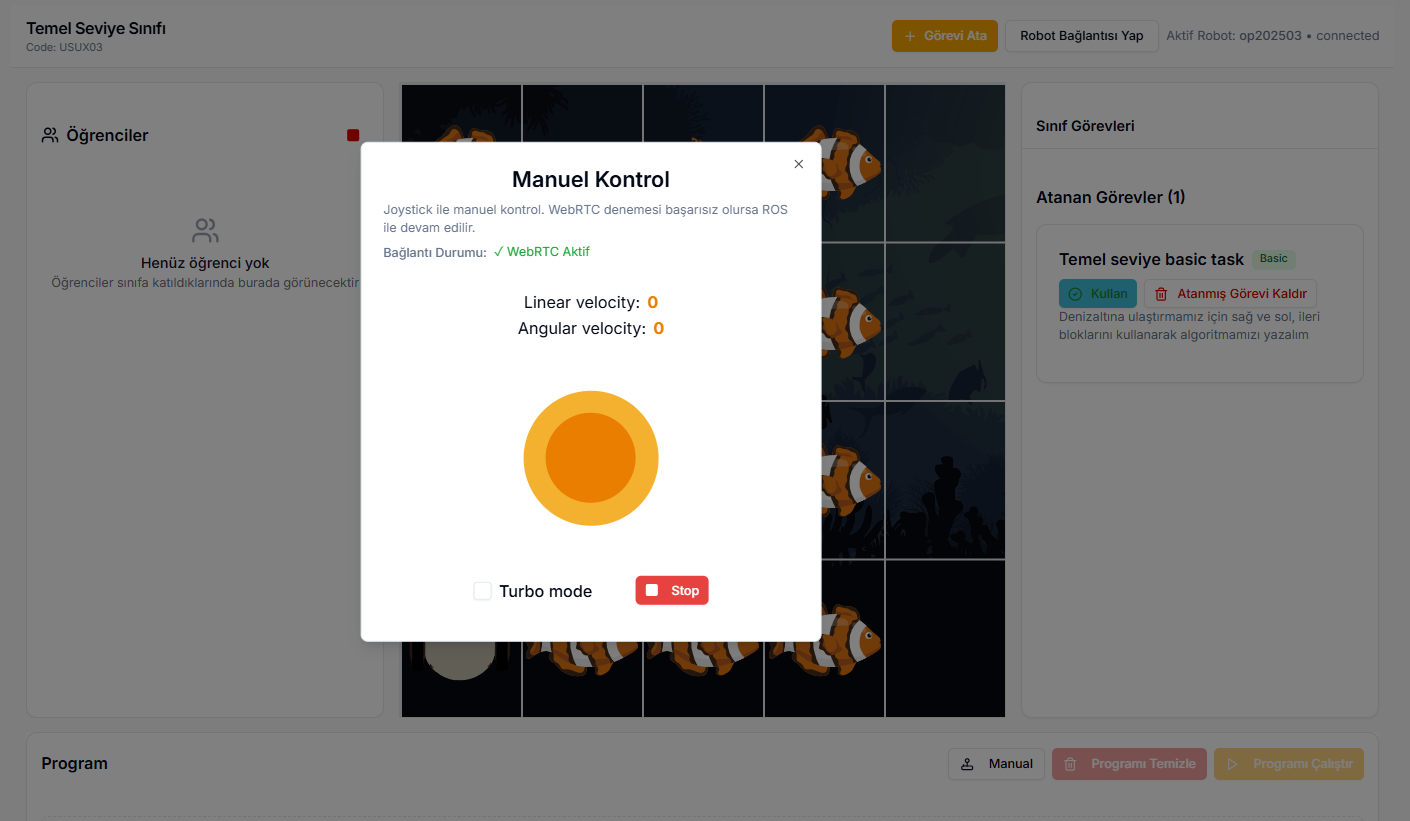 Temel Seviye Sınıfı
Code: USUX03
Görevi Ata
Robot Bağlantısı Yap
Aktif Robot: op202503 • connected
Öğrenciler
Henüz öğrenci yok
Öğrenciler sınıfa katıldıklarında burada görünecektir
Manuel Kontrol
Joystick ile manuel kontrol. WebRTC denemesi başarısız olursa ROS
ile devam edilir.
Bağlantı Durumu: ✓ WebRTC Aktif
Linear velocity: 0
Angular velocity: 0
Turbo mode
Stop
Sınıf Görevleri
Atanan Görevler (1)
Temel seviye basic task Basic
Kullan
Atanmış Görevi Kaldır
Denizaltına ulaştırmamız için sağ ve sol, ileri
bloklarını kullanarak algoritmamızı yazalım
Program
Manual
Programı Temizle
Programı Çalıştır